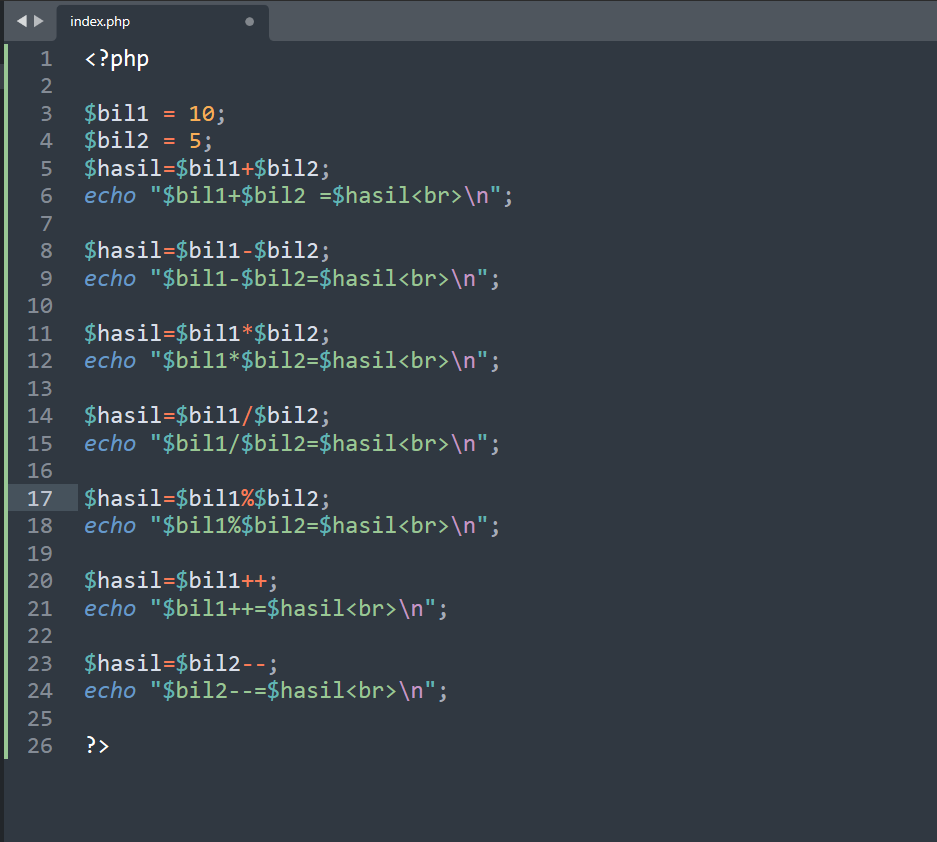 index.php
1 <?php
2
3 $bil1 = 10;
4 $bil2 = 5;
5 $hasil=$bil1+$bil2;
6 echo "$bil1+$bil2 =$hasil<br>\n";
7
8 $hasil=$bil1-$bil2;
9 echo "$bil1-$bil2=$hasil<br>\n";
10
11 $hasil=$bil1*$bil2;
12 echo "$bil1*$bil2=$hasil<br>\n";
13
14 $hasil=$bil1/$bil2;
15 echo "$bil1/$bil2=$hasil<br>\n";
16
17 $hasil=$bil1%$bil2;
18 echo "$bil1%$bil2=$hasil<br>\n";
19
20 $hasil=$bil1++;
21 echo "$bil1++=$hasil<br>\n";
22
23 $hasil=$bil2--;
24 echo "$bil2--=$hasil<br>\n";
25
26 ?>